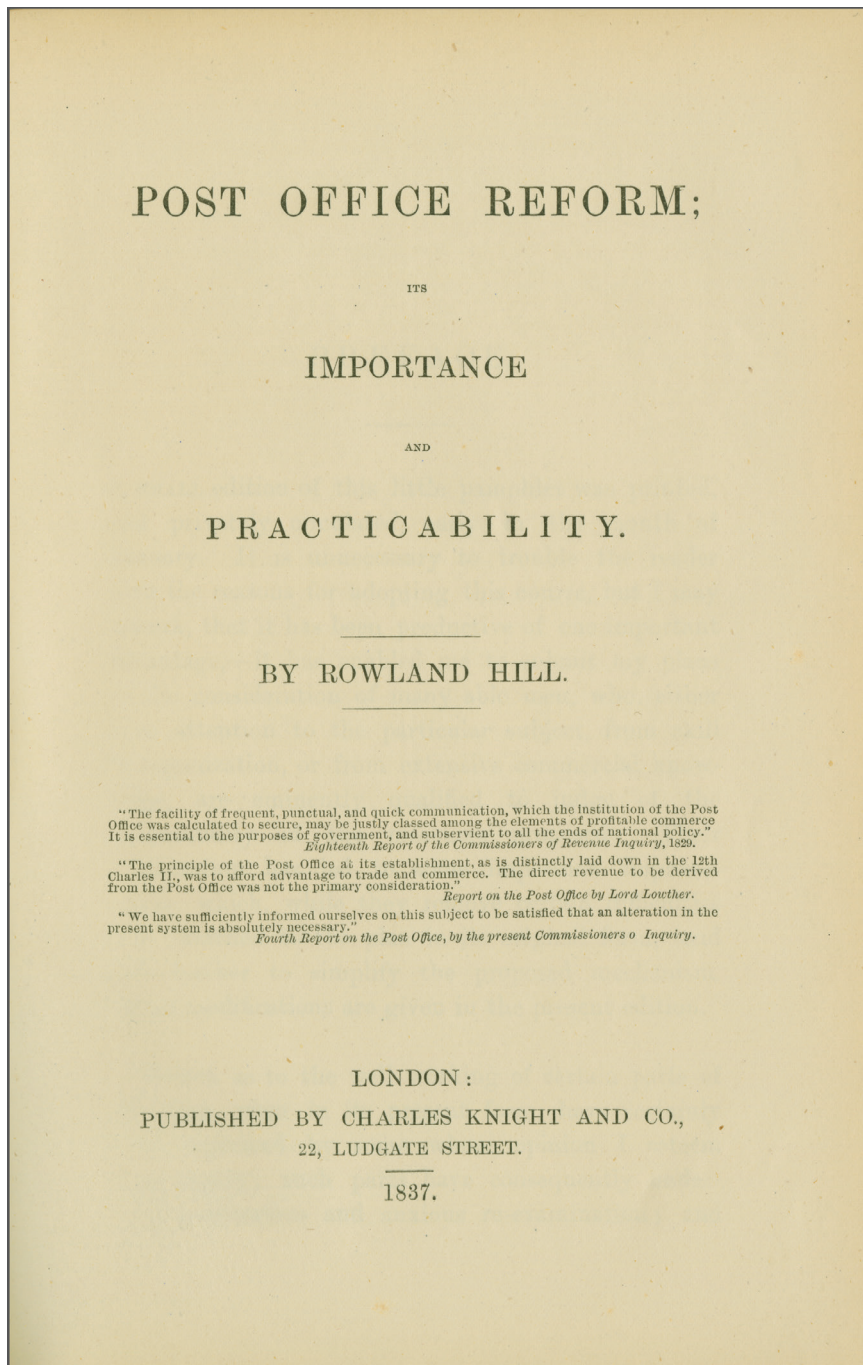 POST OFFICE REFORM;
ITS
IMPORTANCE
AND
PRACTICABILITY.
BY ROWLAND HILL.
"The facility of frequent, punctual, and quick communication, which the institution of the Post
Office was calculated to secure, may be justly classed among the elements of profitable commerce
It is essential to the purposes of government, and subservient to all the ends of national policy."
Eighteenth Report of the Commissioners of Revenue Inquiry, 1829.
"The principle of the Post Office at its establishment, as is distinctly laid down in the 12th
Charles II., was to afford advantage to trade and commerce. The direct revenue to be derived
from the Post Office was not the primary consideration."
Report on the Post Office by Lord Lowther.
"We have sufficiently informed ourselves on this subject to be satisfied that an alteration in the
present system is absolutely necessary."
Fourth Report on the Post Office, by the present Commissioners o Inquiry.
LONDON:
PUBLISHED BY CHARLES KNIGHT AND CO.,
22, LUDGATE STREET.
1837.